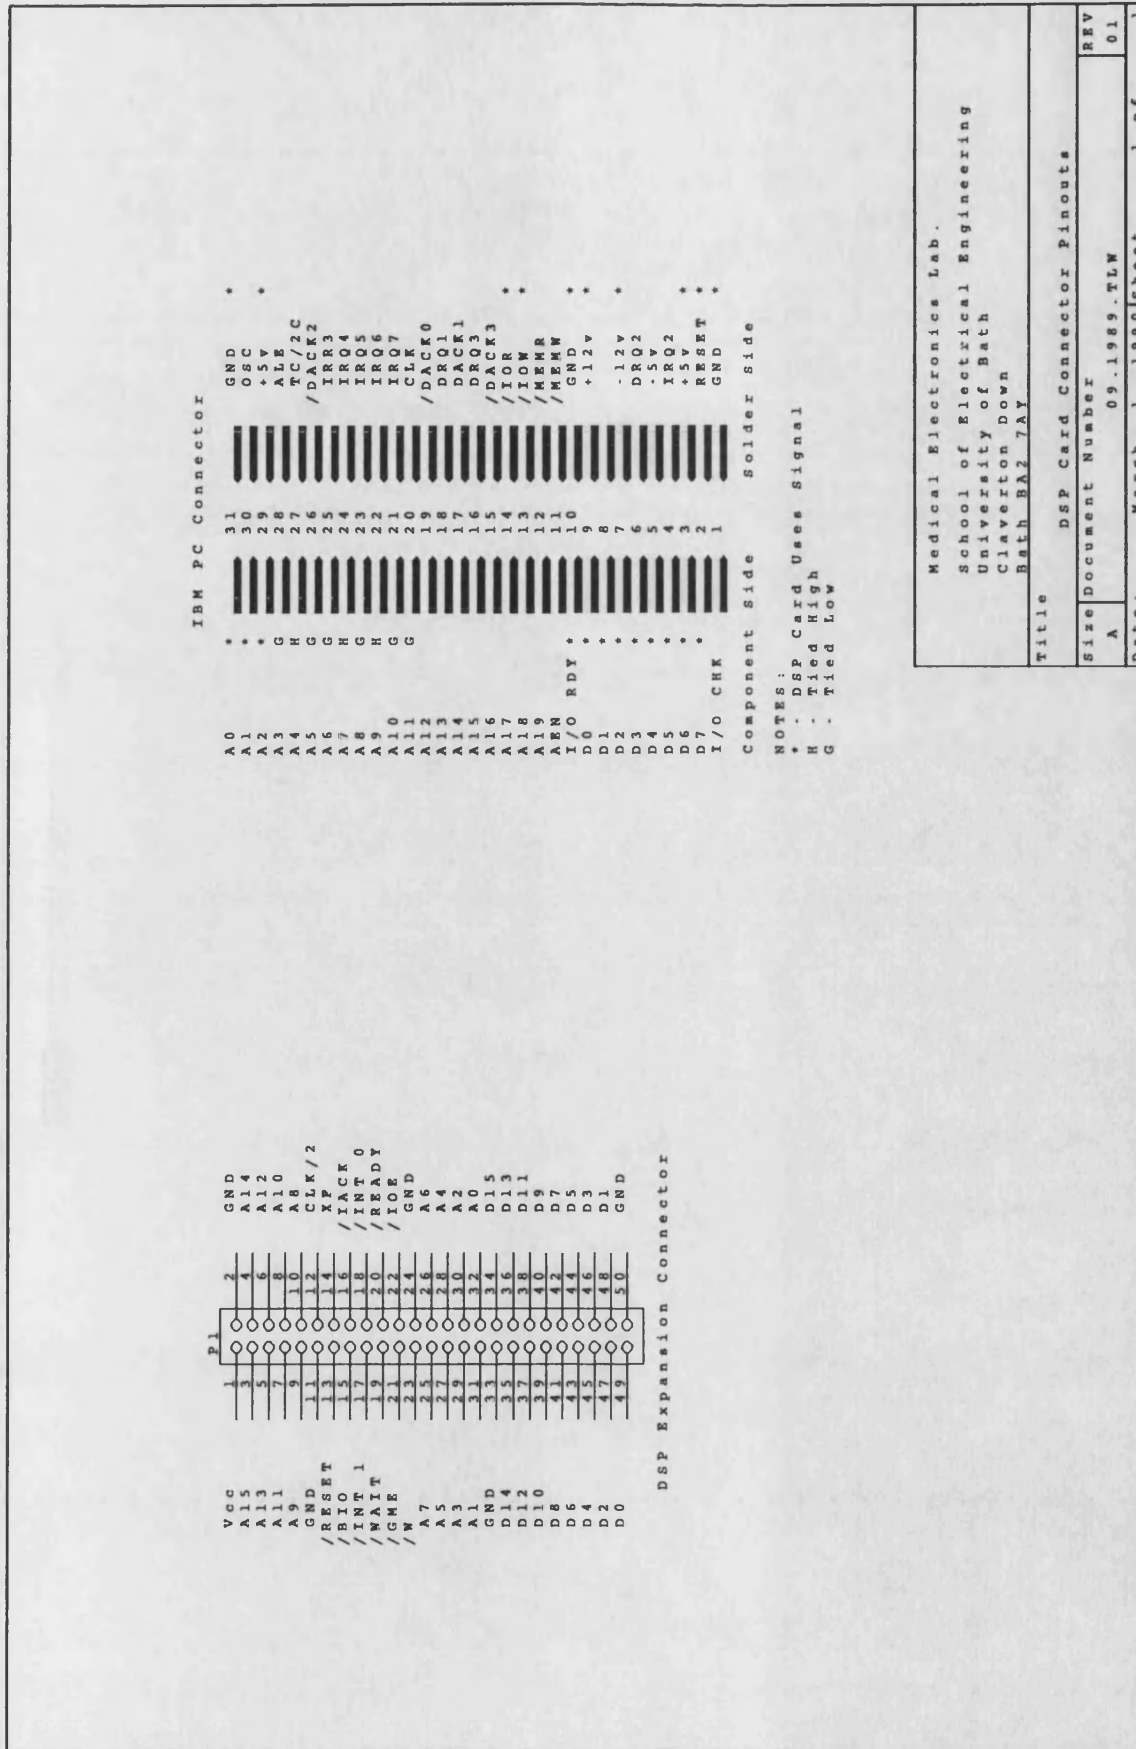 P1
Vcc 1 2 GND
A15 3 4 A14
A13 5 6 A12
A11 7 8 A10
A9 9 10 A8
GND 11 12 CLK/2
/RESET 13 14 XF
/BIO 15 16 /IACK
/INT 1 17 18 /INT 0
/WAIT 19 20 /READY
/GME 21 22 /IOE
/W 23 24 GND
A7 25 26 A6
A5 27 28 A4
A3 29 30 A2
A1 31 32 A0
GND 33 34 D15
D14 35 36 D13
D12 37 38 D11
D10 39 40 D9
D8 41 42 D7
D6 43 44 D5
D4 45 46 D3
D2 47 48 D1
D0 49 50 GND
DSP Expansion Connector
IBM PC Connector
A0 * 31 GND *
A1 * 30 OSC
A2 * 29 +5v *
A3 G 28 ALE
A4 H 27 TC/2C
A5 G 26 /DACK2
A6 G 25 IRR3
A7 H 24 IRQ4
A8 G 23 IRQ5
A9 H 22 IRQ6
A10 G 21 IRQ7
A11 G 20 CLK
A12 19 /DACK0
A13 18 DRQ1
A14 17 DACK1
A15 16 DRQ3
A16 15 /DACK3
A17 14 /IOR *
A18 13 /IOW *
A19 12 /MEMR
AEN 11 /MEMW
I/O RDY * 10 GND *
D0 * 9 +12v *
D1 * 8
D2 * 7 -12v *
D3 * 6 DRQ2
D4 * 5 -5v
D5 * 4 IRQ2
D6 * 3 +5v *
D7 * 2 RESET *
I/O CHK 1 GND *
Component Side Solder Side
NOTES:
* - DSP Card Uses Signal
H - Tied High
G - Tied Low
Medical Electronics Lab.
School of Electrical Engineering
University of Bath
Claverton Down
Bath BA2 7AY
Title
DSP Card Connector Pinouts
Size Document Number REV
A 09.1989.TLW 01